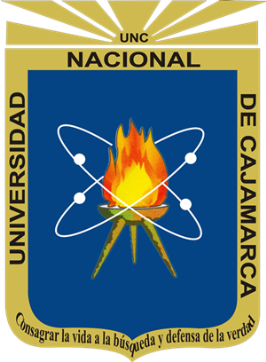 UNC
NACIONAL
UNIVERSIDAD
DE CAJAMARCA
Consagrar la vida a la búsqueda y defensa de la verdad